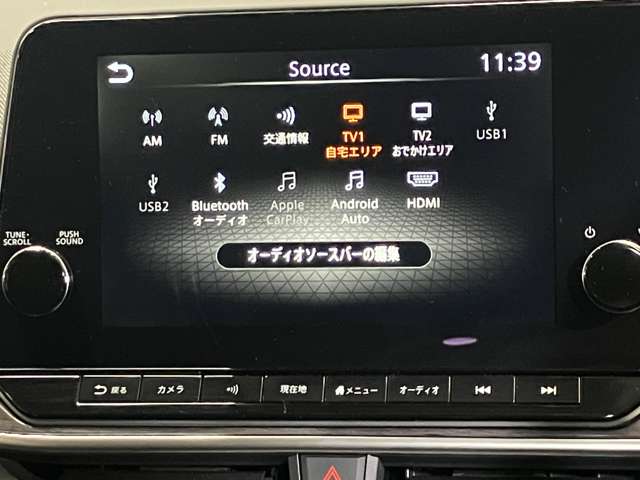 Source
11:39
AM
FM
交通情報
TV1
自宅エリア
TV2
おでかけエリア
USB1
USB2
Bluetooth
オーディオ
Apple
CarPlay
Android
Auto
HDMI
オーディオソースバーの編集
TUNE·
SCROLL
PUSH
SOUND
戻る
カメラ
現在地
メニュー
オーディオ